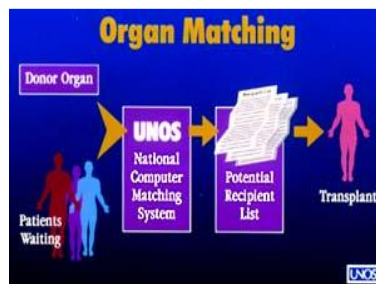 Organ Matching
Donor Organ
Patients
Waiting
UNOS
National
Computer
Matching
System
Potential
Recipient
List
Transplant
UNOS